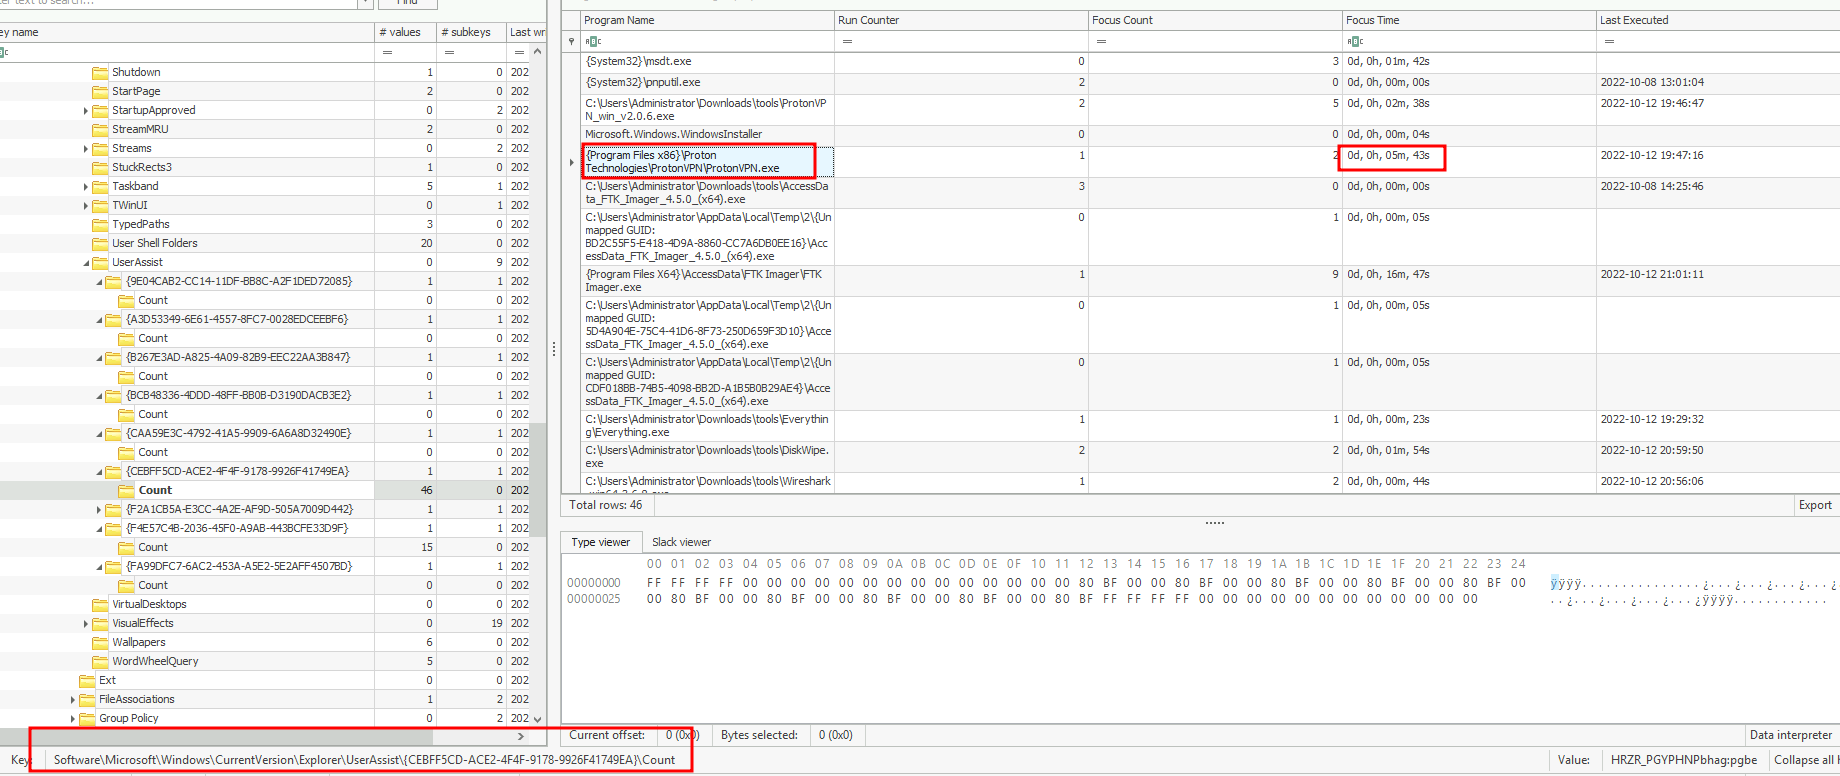 er text to search...
Find
ey name # values # subkeys Last wr
Shutdown 1 0 202
StartPage 2 0 202
StartupApproved 0 2 202
StreamMRU 2 0 202
Streams 0 2 202
StuckRects3 1 0 202
Taskband 5 1 202
TWinUI 0 1 202
TypedPaths 3 0 202
User Shell Folders 20 0 202
UserAssist 0 9 202
{9E04CAB2-CC14-11DF-BB8C-A2F1DED72085} 1 1 202
Count 0 0 202
{A3D53349-6E61-4557-8FC7-0028EDCEEBF6} 1 1 202
Count 0 0 202
{B267E3AD-A825-4A09-82B9-EEC22AA3B847} 1 1 202
Count 0 0 202
{BCB48336-4DDD-48FF-BB0B-D3190DACB3E2} 1 1 202
Count 0 0 202
{CAA59E3C-4792-41A5-9909-6A6A8D32490E} 1 1 202
Count 0 0 202
{CEBFF5CD-ACE2-4F4F-9178-9926F41749EA} 1 1 202
Count 46 0 202
{F2A1CB5A-E3CC-4A2E-AF9D-505A7009D442} 1 1 202
{F4E57C4B-2036-45F0-A9AB-443BCFE33D9F} 1 1 202
Count 15 0 202
{FA99DFC7-6AC2-453A-A5E2-5E2AFF4507BD} 1 1 202
Count 0 0 202
VirtualDesktops 0 0 202
VisualEffects 0 19 202
Wallpapers 6 0 202
WordWheelQuery 5 0 202
Ext 0 0 202
FileAssociations 1 2 202
Group Policy 0 2 202
Key: Software\Microsoft\Windows\CurrentVersion\Explorer\UserAssist\{CEBFF5CD-ACE2-4F4F-9178-9926F41749EA}\Count
Program Name Run Counter Focus Count Focus Time Last Executed
{System32}\msdt.exe 0 3 0d, 0h, 01m, 42s
{System32}\pnputil.exe 2 0 0d, 0h, 00m, 00s 2022-10-08 13:01:04
C:\Users\Administrator\Downloads\tools\ProtonVP 2 5 0d, 0h, 02m, 38s 2022-10-12 19:46:47
N_win_v2.0.6.exe
Microsoft.Windows.WindowsInstaller 0 0 0d, 0h, 00m, 04s
{Program Files x86}\Proton 1 2 0d, 0h, 05m, 43s 2022-10-12 19:47:16
Technologies\ProtonVPN\ProtonVPN.exe
C:\Users\Administrator\Downloads\tools\AccessDa 3 0 0d, 0h, 00m, 00s 2022-10-08 14:25:46
ta_FTK_Imager_4.5.0_(x64).exe
C:\Users\Administrator\AppData\Local\Temp\2\{Un 0 1 0d, 0h, 00m, 05s
mapped GUID:
BD2C55F5-E418-4D9A-8860-CC7A6DB0EE16}\Acc
essData_FTK_Imager_4.5.0_(x64).exe
{Program Files X64}\AccessData\FTK Imager\FTK 1 9 0d, 0h, 16m, 47s 2022-10-12 21:01:11
Imager.exe
C:\Users\Administrator\AppData\Local\Temp\2\{Un 0 1 0d, 0h, 00m, 05s
mapped GUID:
5D4A904E-75C4-41D6-8F73-250D659F3D10}\Acce
ssData_FTK_Imager_4.5.0_(x64).exe
C:\Users\Administrator\AppData\Local\Temp\2\{Un 0 1 0d, 0h, 00m, 05s
mapped GUID:
CDF018BB-74B5-4098-BB2D-A1B5B0B29AE4}\Acce
ssData_FTK_Imager_4.5.0_(x64).exe
C:\Users\Administrator\Downloads\tools\Everythin 1 1 0d, 0h, 00m, 23s 2022-10-12 19:29:32
g\Everything.exe
C:\Users\Administrator\Downloads\tools\DiskWipe. 2 2 0d, 0h, 01m, 54s 2022-10-12 20:59:50
exe
C:\Users\Administrator\Downloads\tools\Wireshark 1 2 0d, 0h, 00m, 44s 2022-10-12 20:56:06
Total rows: 46 Export
Type viewer Slack viewer
00 01 02 03 04 05 06 07 08 09 0A 0B 0C 0D 0E 0F 10 11 12 13 14 15 16 17 18 19 1A 1B 1C 1D 1E 1F 20 21 22 23 24
00000000 FF FF FF FF 00 00 00 00 00 00 00 00 00 00 00 00 00 00 80 BF 00 00 80 BF 00 00 80 BF 00 00 80 BF 00 00 80 BF 00 ÿÿÿÿ...............¿...¿...¿...¿...¿
00000025 00 80 BF 00 00 80 BF 00 00 80 BF 00 00 80 BF 00 00 80 BF FF FF FF FF 00 00 00 00 00 00 00 00 00 00 00 00 ..¿...¿...¿...¿...¿ÿÿÿÿ............
Current offset: 0 (0x0) Bytes selected: 0 (0x0) Data interpreter
Value: HRZR_PGYPHNPbhag:pgbe Collapse all H